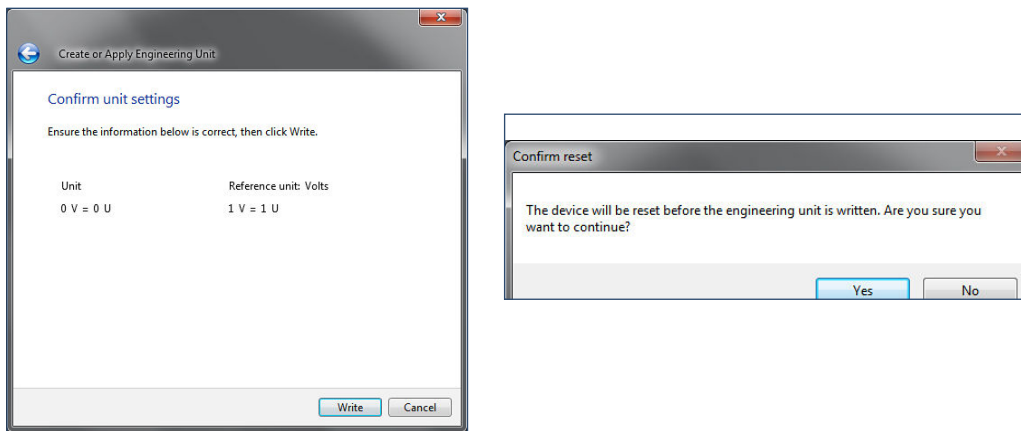 Create or Apply Engineering Unit
Confirm unit settings
Ensure the information below is correct, then click Write.
Unit
Reference unit: Volts
0 V = 0 U
1 V = 1 U
Write
Cancel
Confirm reset
The device will be reset before the engineering unit is written. Are you sure you
want to continue?
Yes
No